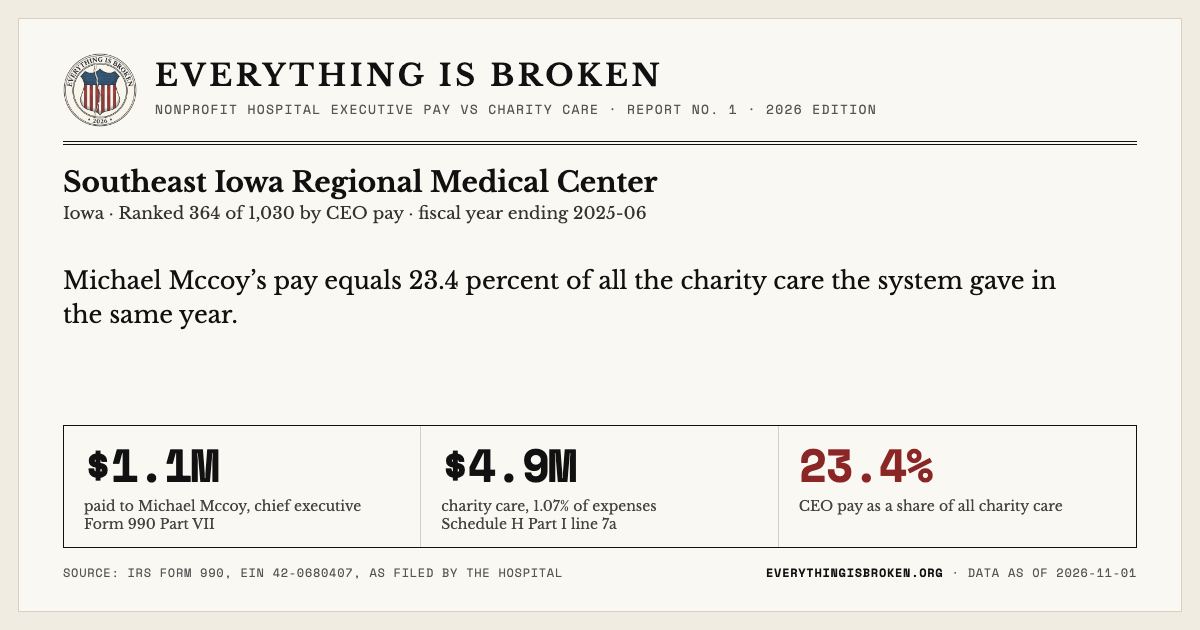 EVERYTHING IS BROKEN
· 2026 ·
EVERYTHING IS BROKEN
NONPROFIT HOSPITAL EXECUTIVE PAY VS CHARITY CARE · REPORT NO. 1 · 2026 EDITION
Southeast Iowa Regional Medical Center
Iowa · Ranked 364 of 1,030 by CEO pay · fiscal year ending 2025-06
Michael Mccoy’s pay equals 23.4 percent of all the charity care the system gave in
the same year.
$1.1M
paid to Michael Mccoy, chief executive
Form 990 Part VII
$4.9M
charity care, 1.07% of expenses
Schedule H Part I line 7a
23.4%
CEO pay as a share of all charity care
SOURCE: IRS FORM 990, EIN 42-0680407, AS FILED BY THE HOSPITAL
EVERYTHINGISBROKEN.ORG · DATA AS OF 2026-11-01